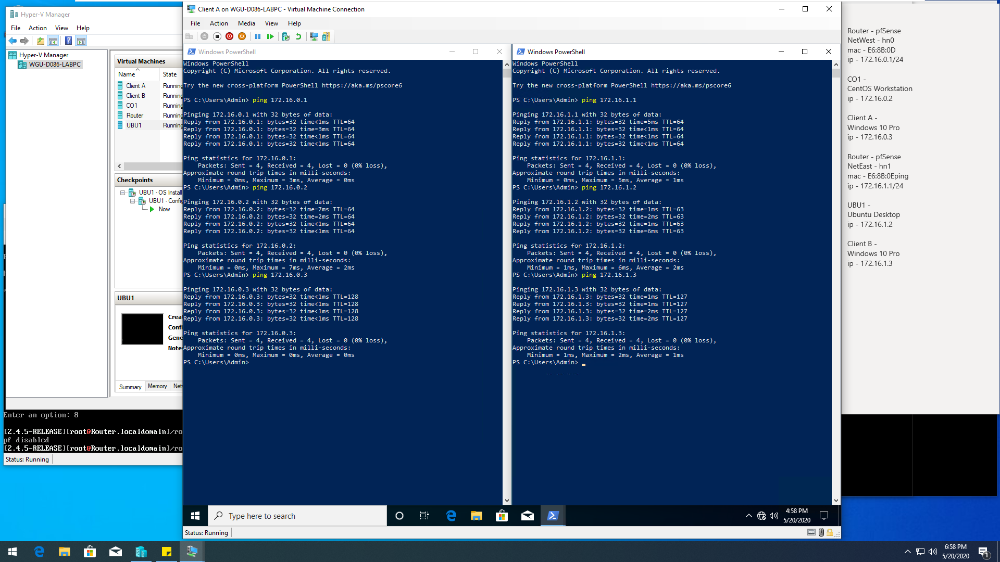 Hyper-V Manager
File Action View Help
Hyper-V Manager
WGU-D086-LABPC
Virtual Machines
Name State
Client A Running
Client B Running
CO1 Running
Router Running
UBU1 Running
Checkpoints
UBU1 - OS Install
UBU1 - Config
Now
UBU1
Crea
Confi
Gene
Note
Summary Memory Net
Enter an option: 8
[2.4.5-RELEASE][root@Router.localdomain]/ro
pf disabled
[2.4.5-RELEASE][root@Router.localdomain]/ro
Status: Running
Client A on WGU-D086-LABPC - Virtual Machine Connection
File Action Media View Help
Windows PowerShell
Windows PowerShell
Copyright (C) Microsoft Corporation. All rights reserved.
Try the new cross-platform PowerShell https://aka.ms/pscore6
PS C:\Users\Admin> ping 172.16.0.1
Pinging 172.16.0.1 with 32 bytes of data:
Reply from 172.16.0.1: bytes=32 time<1ms TTL=64
Reply from 172.16.0.1: bytes=32 time=3ms TTL=64
Reply from 172.16.0.1: bytes=32 time<1ms TTL=64
Reply from 172.16.0.1: bytes=32 time<1ms TTL=64
Ping statistics for 172.16.0.1:
Packets: Sent = 4, Received = 4, Lost = 0 (0% loss),
Approximate round trip times in milli-seconds:
Minimum = 0ms, Maximum = 3ms, Average = 0ms
PS C:\Users\Admin> ping 172.16.0.2
Pinging 172.16.0.2 with 32 bytes of data:
Reply from 172.16.0.2: bytes=32 time=7ms TTL=64
Reply from 172.16.0.2: bytes=32 time=2ms TTL=64
Reply from 172.16.0.2: bytes=32 time<1ms TTL=64
Reply from 172.16.0.2: bytes=32 time<1ms TTL=64
Ping statistics for 172.16.0.2:
Packets: Sent = 4, Received = 4, Lost = 0 (0% loss),
Approximate round trip times in milli-seconds:
Minimum = 0ms, Maximum = 7ms, Average = 2ms
PS C:\Users\Admin> ping 172.16.0.3
Pinging 172.16.0.3 with 32 bytes of data:
Reply from 172.16.0.3: bytes=32 time<1ms TTL=128
Reply from 172.16.0.3: bytes=32 time<1ms TTL=128
Reply from 172.16.0.3: bytes=32 time<1ms TTL=128
Reply from 172.16.0.3: bytes=32 time<1ms TTL=128
Ping statistics for 172.16.0.3:
Packets: Sent = 4, Received = 4, Lost = 0 (0% loss),
Approximate round trip times in milli-seconds:
Minimum = 0ms, Maximum = 0ms, Average = 0ms
PS C:\Users\Admin>
Windows PowerShell
Windows PowerShell
Copyright (C) Microsoft Corporation. All rights reserved.
Try the new cross-platform PowerShell https://aka.ms/pscore6
PS C:\Users\Admin> ping 172.16.1.1
Pinging 172.16.1.1 with 32 bytes of data:
Reply from 172.16.1.1: bytes=32 time=5ms TTL=64
Reply from 172.16.1.1: bytes=32 time<1ms TTL=64
Reply from 172.16.1.1: bytes=32 time<1ms TTL=64
Reply from 172.16.1.1: bytes=32 time<1ms TTL=64
Ping statistics for 172.16.1.1:
Packets: Sent = 4, Received = 4, Lost = 0 (0% loss),
Approximate round trip times in milli-seconds:
Minimum = 0ms, Maximum = 5ms, Average = 1ms
PS C:\Users\Admin> ping 172.16.1.2
Pinging 172.16.1.2 with 32 bytes of data:
Reply from 172.16.1.2: bytes=32 time=1ms TTL=63
Reply from 172.16.1.2: bytes=32 time=2ms TTL=63
Reply from 172.16.1.2: bytes=32 time=1ms TTL=63
Reply from 172.16.1.2: bytes=32 time=6ms TTL=63
Ping statistics for 172.16.1.2:
Packets: Sent = 4, Received = 4, Lost = 0 (0% loss),
Approximate round trip times in milli-seconds:
Minimum = 1ms, Maximum = 6ms, Average = 2ms
PS C:\Users\Admin> ping 172.16.1.3
Pinging 172.16.1.3 with 32 bytes of data:
Reply from 172.16.1.3: bytes=32 time=1ms TTL=127
Reply from 172.16.1.3: bytes=32 time=1ms TTL=127
Reply from 172.16.1.3: bytes=32 time=2ms TTL=127
Reply from 172.16.1.3: bytes=32 time=2ms TTL=127
Ping statistics for 172.16.1.3:
Packets: Sent = 4, Received = 4, Lost = 0 (0% loss),
Approximate round trip times in milli-seconds:
Minimum = 1ms, Maximum = 2ms, Average = 1ms
PS C:\Users\Admin>
Type here to search
4:58 PM
5/20/2020
Status: Running
Router - pfSense
NetWest - hn0
mac - E6:8B:0D
ip - 172.16.0.1/24
CO1 -
CentOS Workstation
ip - 172.16.0.2
Client A -
Windows 10 Pro
ip - 172.16.0.3
Router - pfSense
NetEast - hn1
mac - E6:8B:0Eping
ip - 172.16.1.1/24
UBU1 -
Ubuntu Desktop
ip - 172.16.1.2
Client B -
Windows 10 Pro
ip - 172.16.1.3
6:58 PM
5/20/2020
1